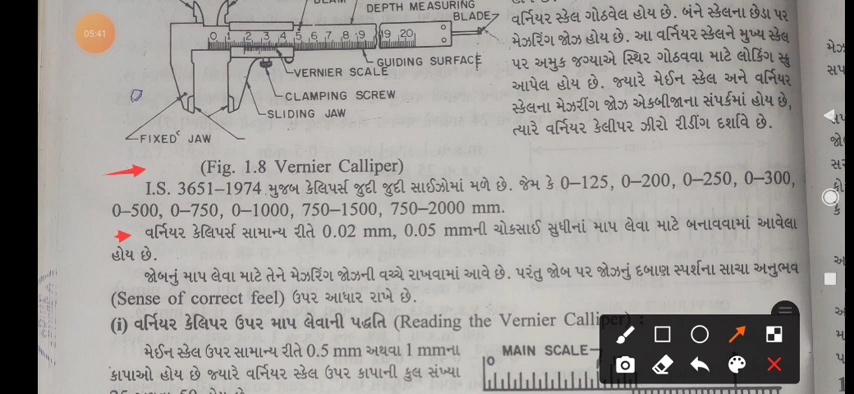 05:41
DEPTH MEASURING
BLADE
0 1 2 3 4 5 6 7 8 9 19 20
GUIDING SURFACE
VERNIER SCALE
CLAMPING SCREW
SLIDING JAW
FIXED JAW
વર્નિયર સ્કેલ ગોઠવેલ હોય છે. બંને સ્કેલના છેડા પર
મેઝરિંગ જોઝ હોય છે. આ વર્નિયર સ્કેલને મુખ્ય સ્કેલ
પર અમુક જગ્યાએ સ્થિર ગોઠવવા માટે લોકિંગ સ્ક્રુ
આપેલ હોય છે. જ્યારે મેઈન સ્કેલ અને વર્નિયર
સ્કેલના મેઝરીંગ જોઝ એકબીજાના સંપર્કમાં હોય છે,
ત્યારે વર્નિયર કેલીપર ઝીરો રીડીંગ દર્શાવે છે.
(Fig. 1.8 Vernier Calliper)
I.S. 3651–1974 મુજબ કેલિપર્સ જુદી જુદી સાઈઝોમાં મળે છે. જેમ કે 0–125, 0–200, 0–250, 0–300,
0–500, 0–750, 0–1000, 750–1500, 750–2000 mm.
વર્નિયર કેલિપર્સ સામાન્ય રીતે 0.02 mm, 0.05 mmની ચોકસાઈ સુધીનાં માપ લેવા માટે બનાવવામાં આવેલા
હોય છે.
જોબનું માપ લેવા માટે તેને મેઝરિંગ જોઝની વચ્ચે રાખવામાં આવે છે. પરંતુ જોબ પર જોઝનું દબાણ સ્પર્શના સાચા અનુભવ
(Sense of correct feel) ઉપર આધાર રાખે છે.
(i) વર્નિયર કેલિપર ઉપર માપ લેવાની પદ્ધતિ (Reading the Vernier Calliper) :
મેઈન સ્કેલ ઉપર સામાન્ય રીતે 0.5 mm અથવા 1 mmના
કાપાઓ હોય છે જ્યારે વર્નિયર સ્કેલ ઉપર કાપાની કુલ સંખ્યા
MAIN SCALE
0